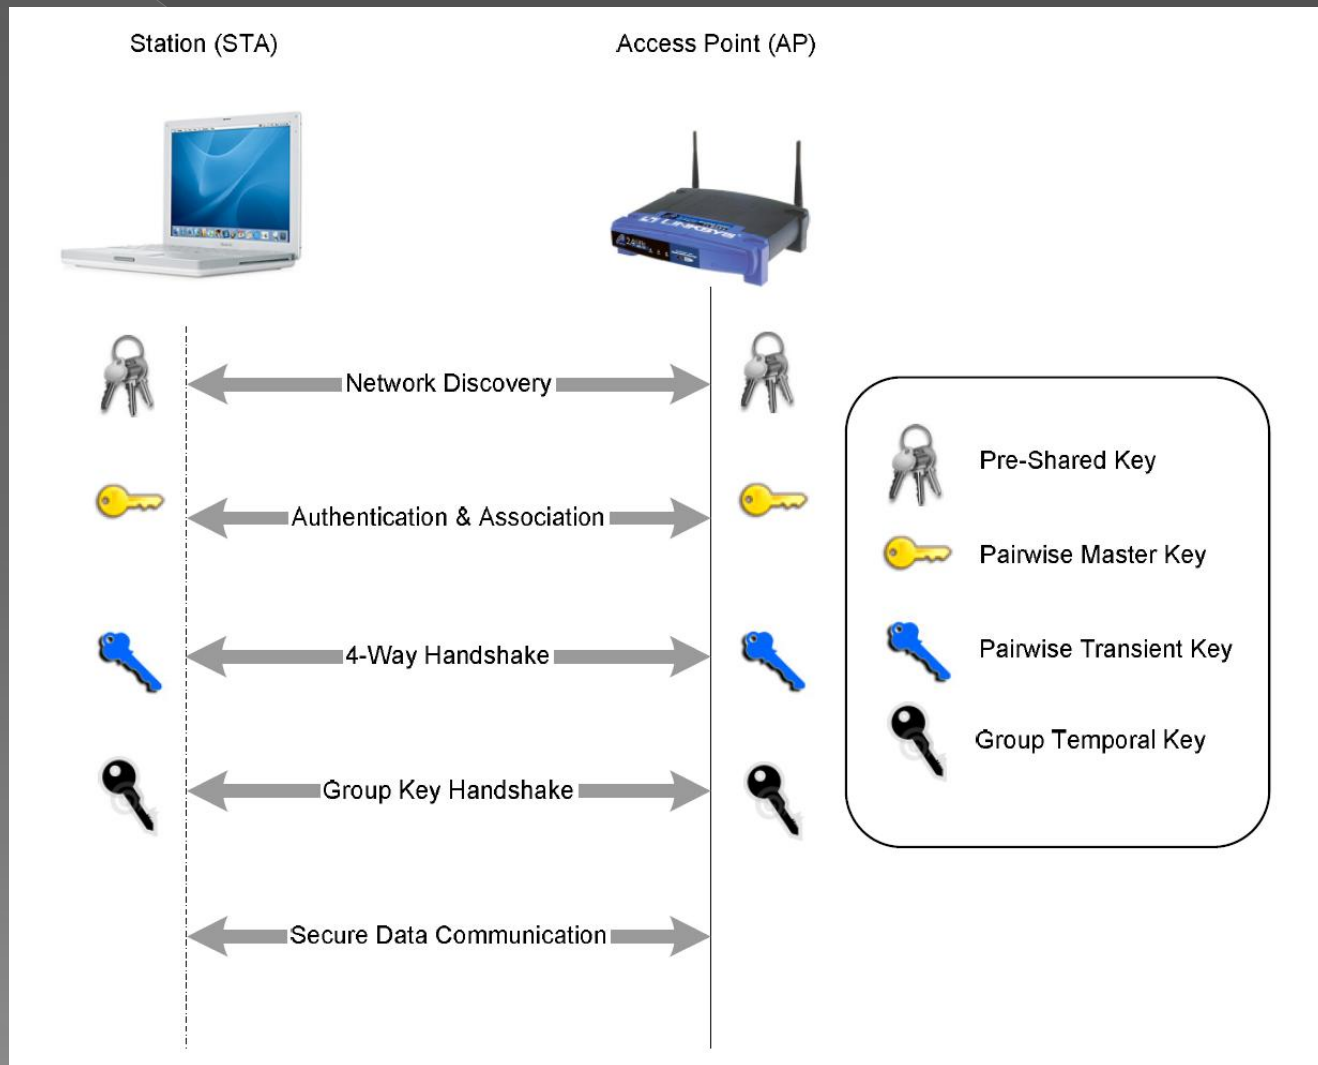 Station (STA)
Access Point (AP)
LINKSYS
Network Discovery
Pre-Shared Key
Authentication & Association
Pairwise Master Key
4-Way Handshake
Pairwise Transient Key
Group Temporal Key
Group Key Handshake
Secure Data Communication